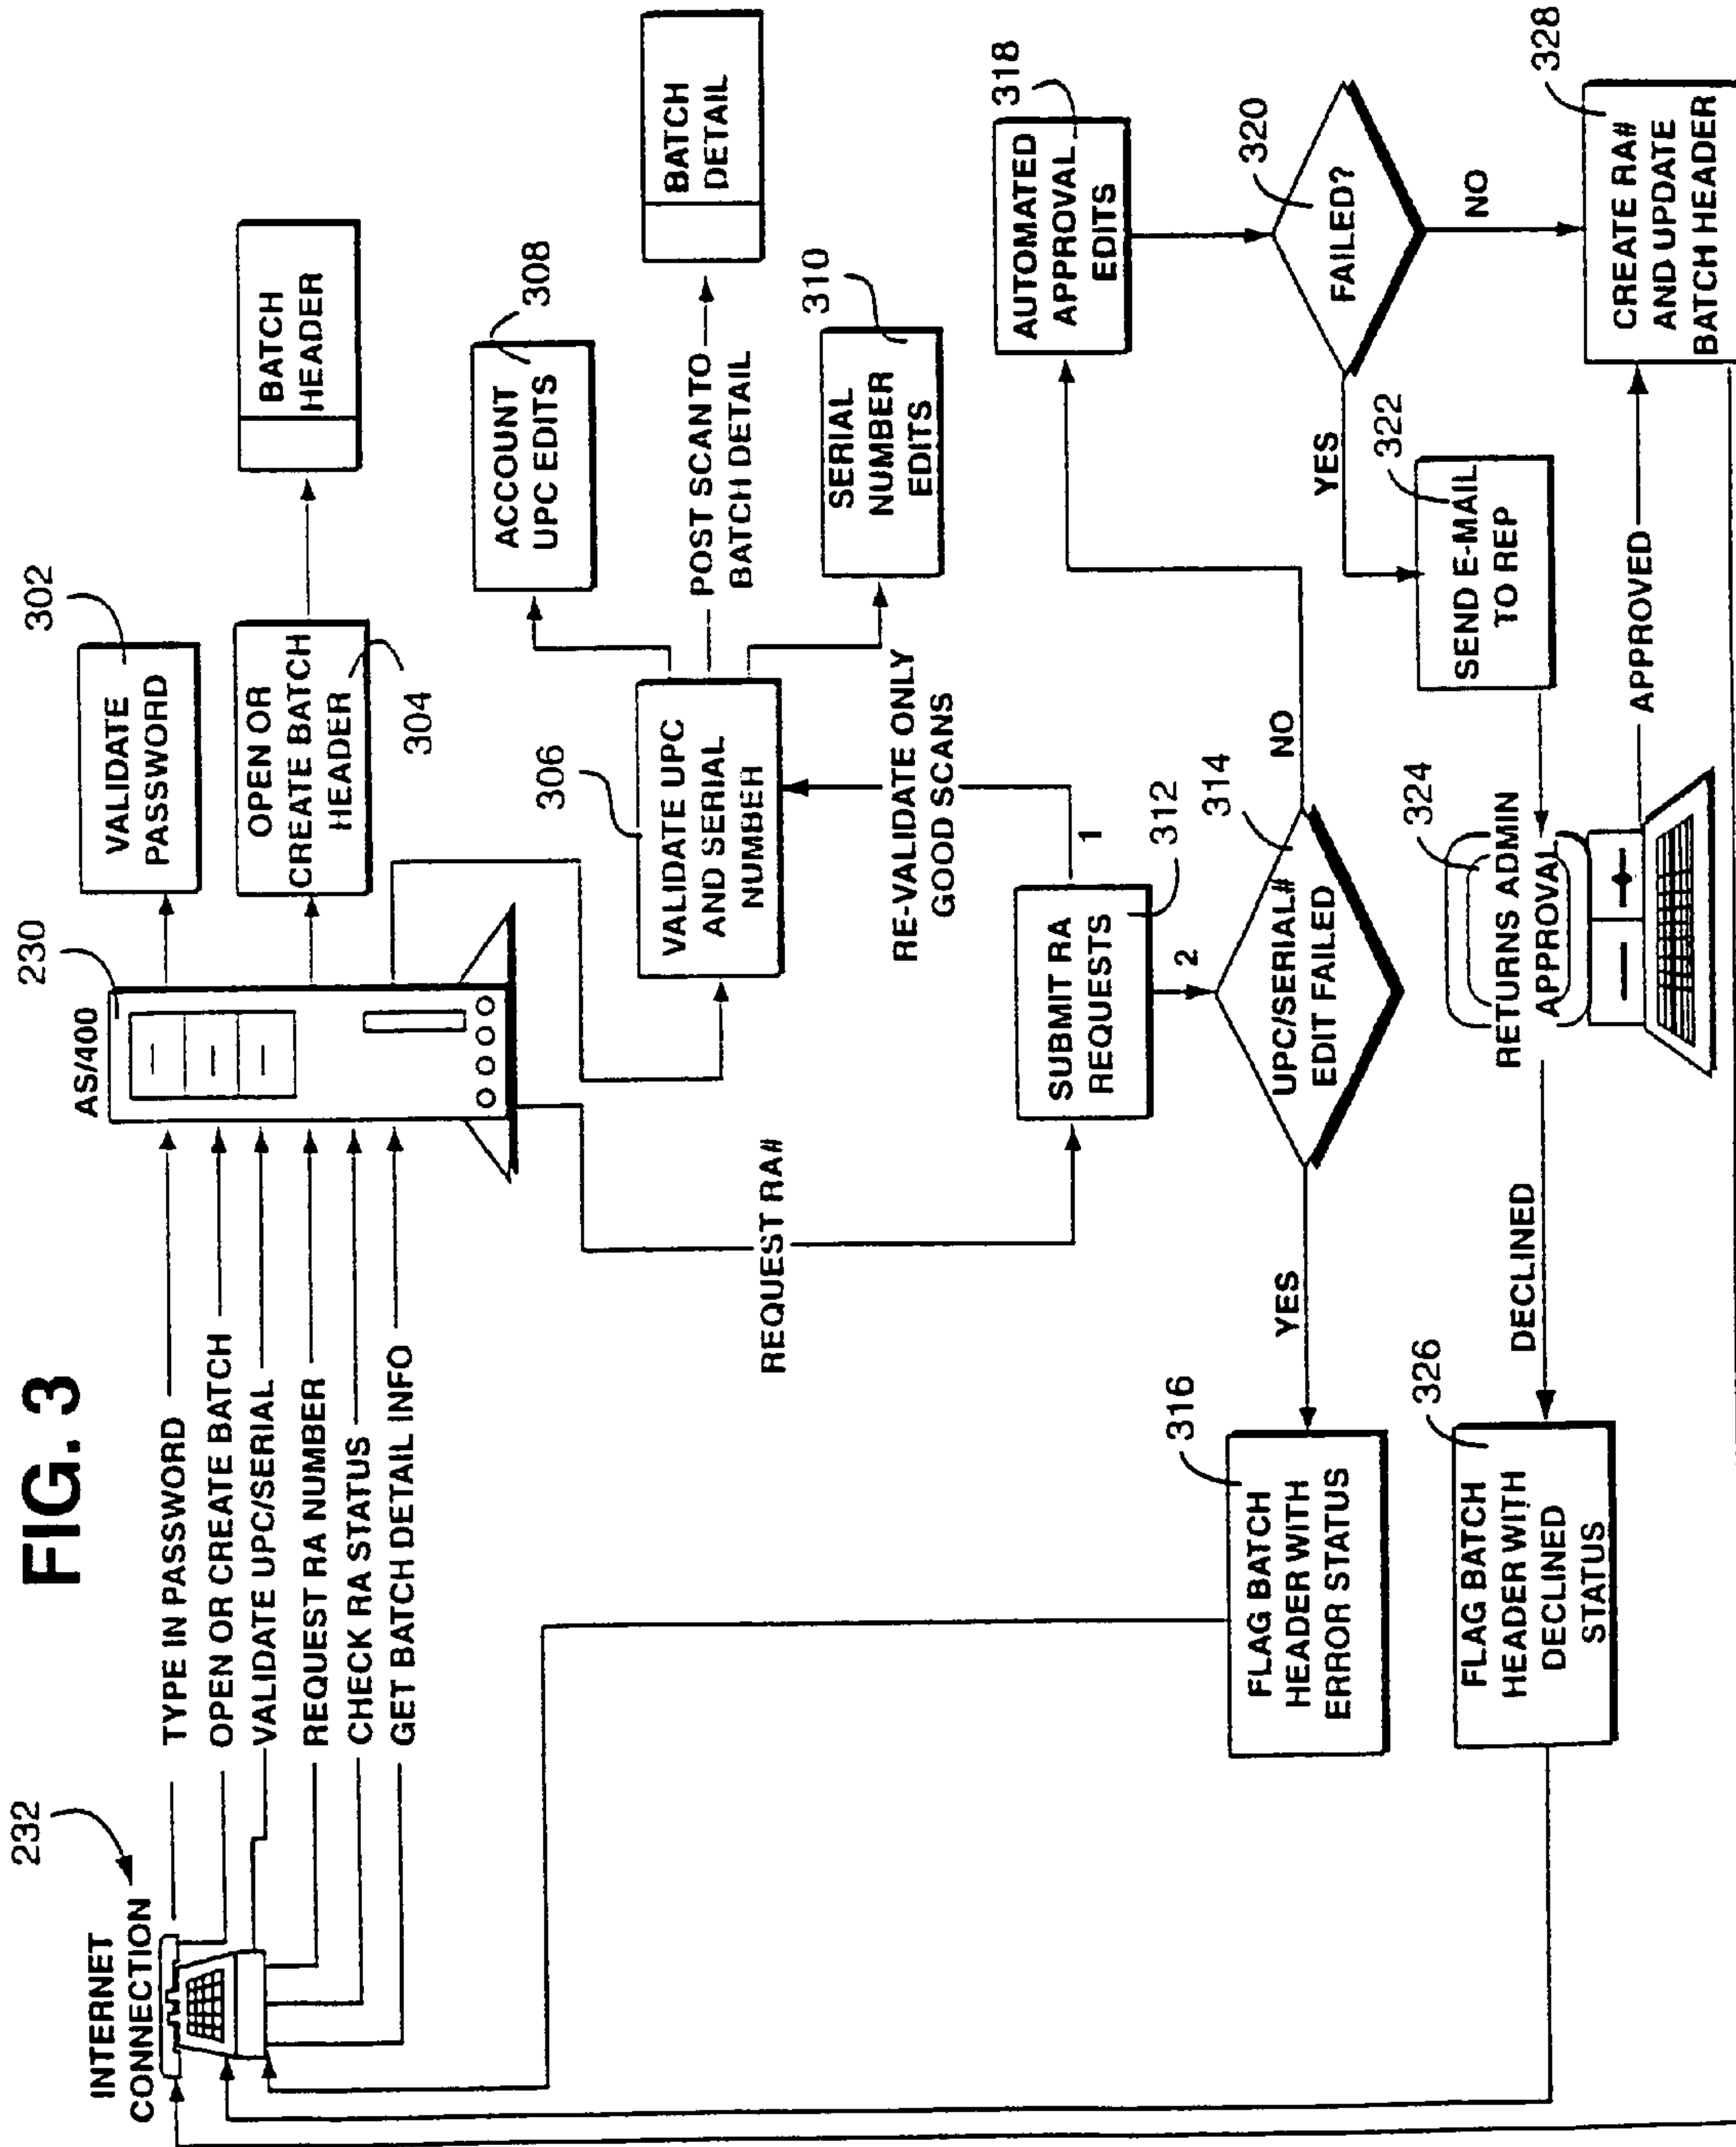 FIG. 3
232
INTERNET
CONNECTION
TYPE IN PASSWORD
OPEN OR CREATE BATCH
VALIDATE UPC/SERIAL
REQUEST RA NUMBER
CHECK RA STATUS
GET BATCH DETAIL INFO
AS/400
230
302
VALIDATE
PASSWORD
OPEN OR
CREATE BATCH
HEADER
304
BATCH
HEADER
306
VALIDATE UPC
AND SERIAL
NUMBER
308
ACCOUNT
UPC EDITS
POST SCAN TO
BATCH DETAIL
BATCH
DETAIL
310
SERIAL
NUMBER
EDITS
REQUEST RA#
RE-VALIDATE ONLY
GOOD SCANS
1
SUBMIT RA
REQUESTS
312
2
314
UPC/SERIAL#
EDIT FAILED
YES
NO
316
FLAG BATCH
HEADER WITH
ERROR STATUS
318
AUTOMATED
APPROVAL
EDITS
320
FAILED?
YES
NO
322
SEND E-MAIL
TO REP
324
RETURNS ADMIN
APPROVAL
DECLINED
APPROVED
326
FLAG BATCH
HEADER WITH
DECLINED
STATUS
328
CREATE RA#
AND UPDATE
BATCH HEADER